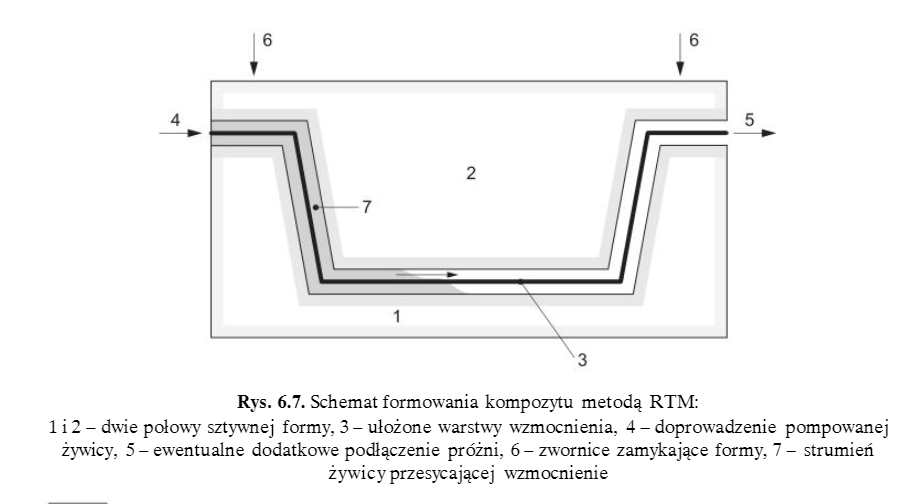 6
6
4
5
2
7
1
3
Rys. 6.7. Schemat formowania kompozytu metodą RTM:
1 i 2 – dwie połowy sztywnej formy, 3 – ułożone warstwy wzmocnienia, 4 – doprowadzenie pompowanej
żywicy, 5 – ewentualne dodatkowe podłączenie próżni, 6 – zwornice zamykające formy, 7 – strumień
żywicy przesycającej wzmocnienie